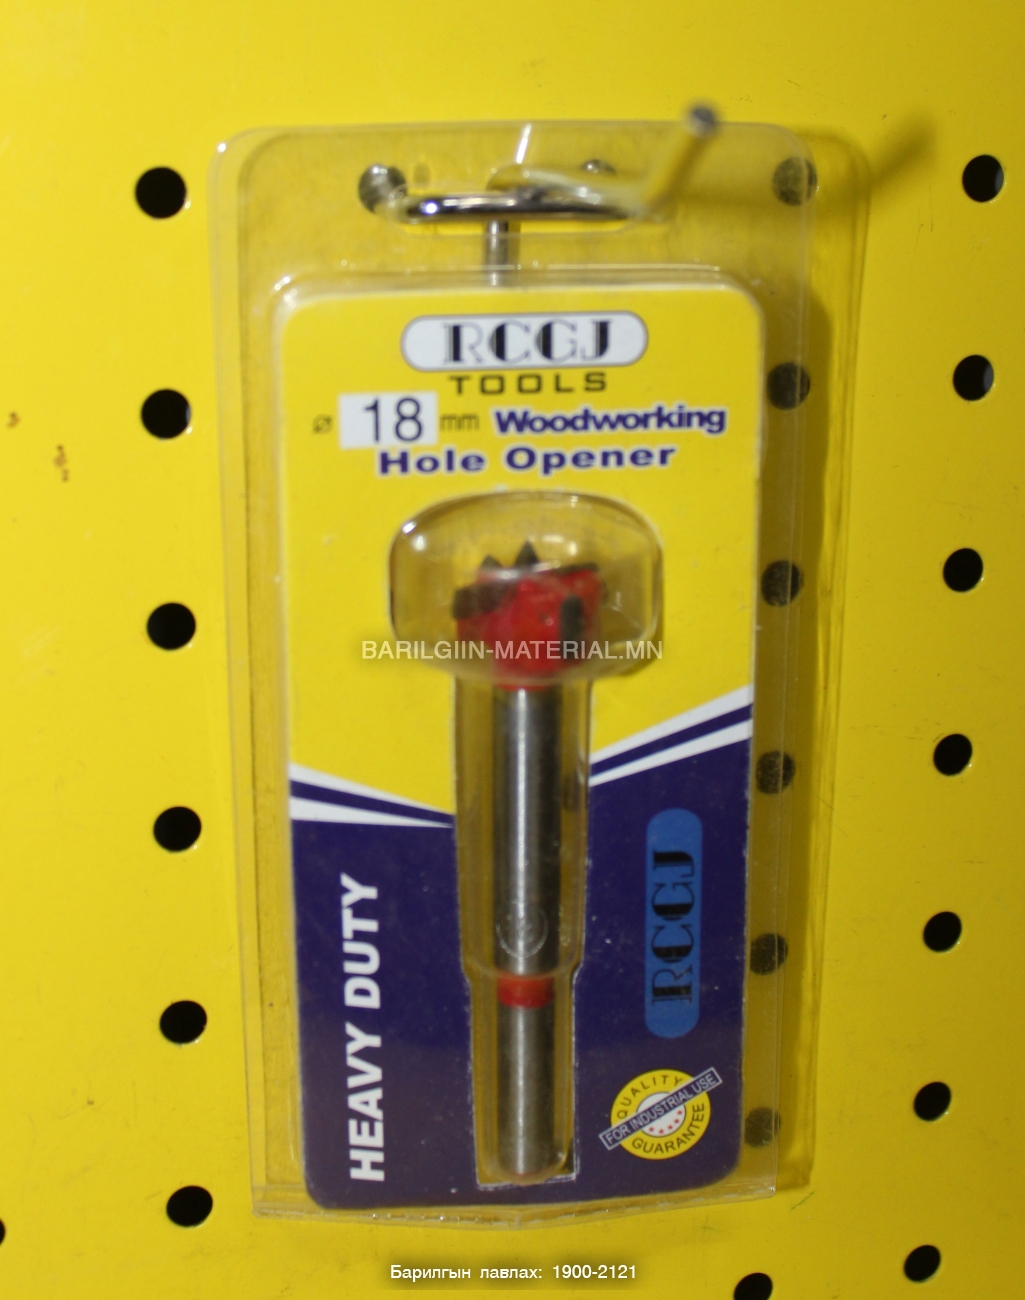 RCGJ
TOOLS
ø 18 mm Woodworking
Hole Opener
BARILGIIN-MATERIAL.MN
HEAVY DUTY
RCGJ
QUALITY
FOR INDUSTRIAL USE
GUARANTEE
Барилгын лавлах: 1900-2121